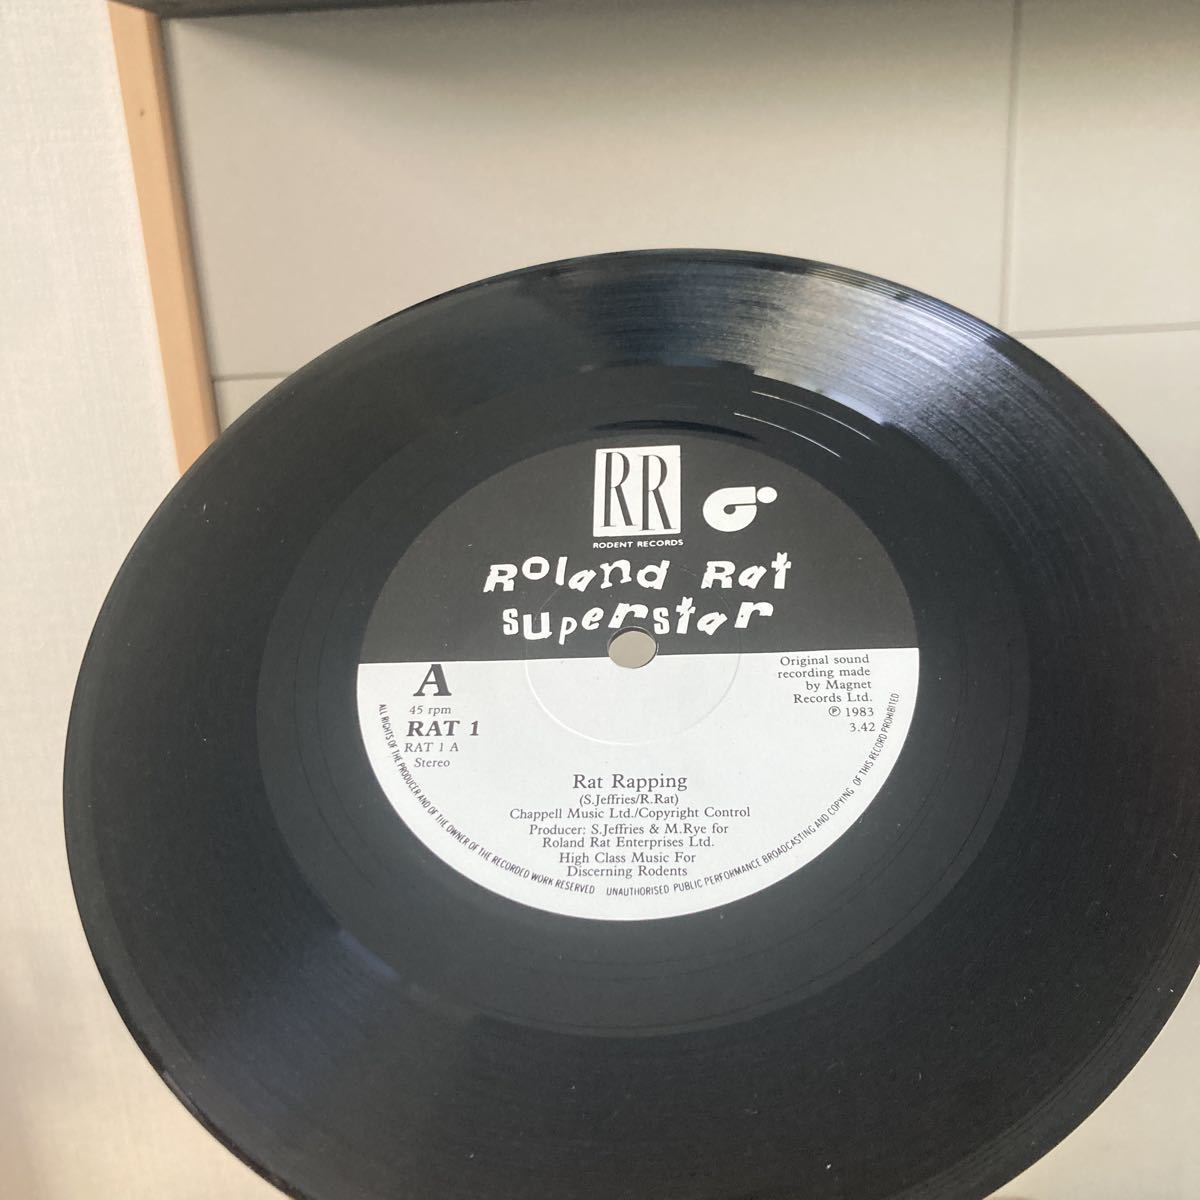 RR
RODENT RECORDS
Roland Rat
Superstar
A
45 rpm
RAT 1
RAT 1 A
Stereo
Original sound
recording made
by Magnet
Records Ltd.
℗ 1983
3.42
Rat Rapping
(S.Jeffries/R.Rat)
Chappell Music Ltd./Copyright Control
Producer: S.Jeffries & M.Rye for
Roland Rat Enterprises Ltd.
High Class Music For
Discerning Rodents
ALL RIGHTS OF THE PRODUCER AND OF THE OWNER OF THE RECORDED WORK RESERVED UNAUTHORISED PUBLIC PERFORMANCE BROADCASTING AND COPYING OF THIS RECORD PROHIBITED